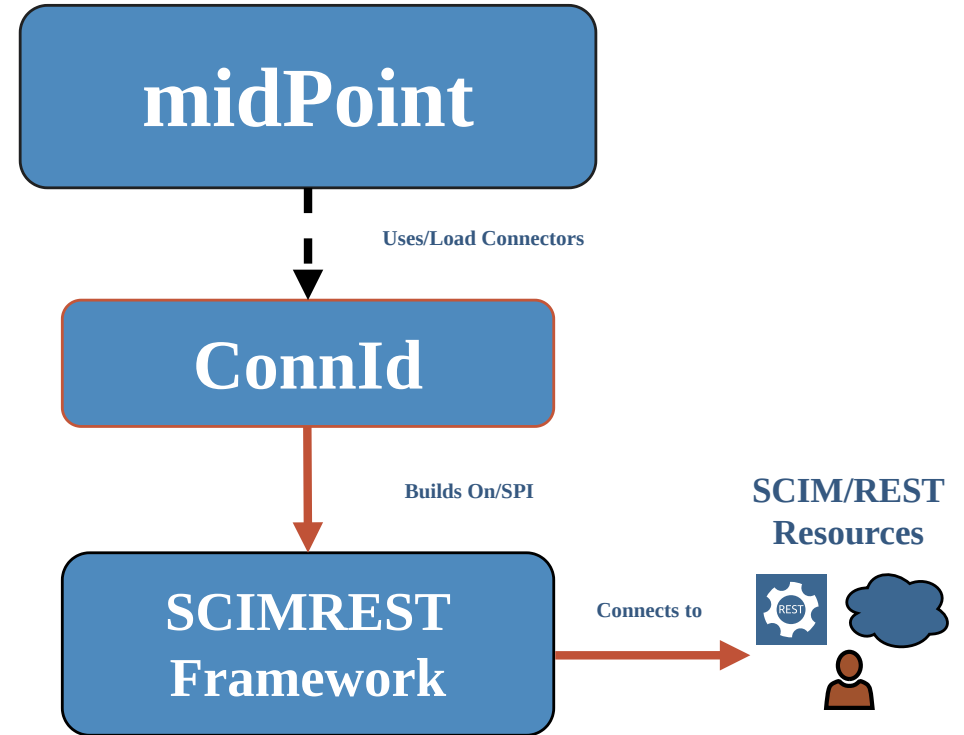 midPoint
Uses/Load Connectors
ConnId
Builds On/SPI
SCIM/REST
Resources
SCIMREST
Framework
Connects to
REST